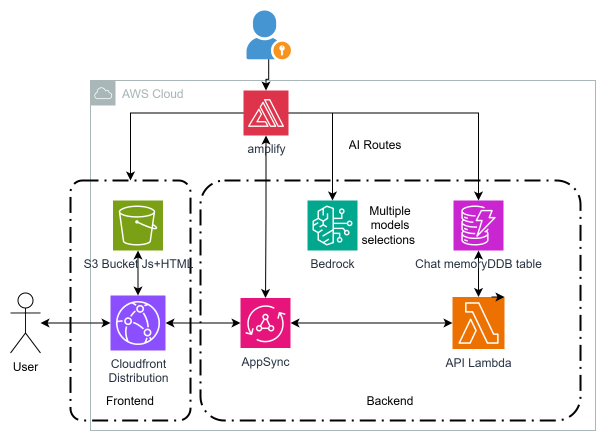 AWS Cloud
amplify
AI Routes
Multiple
models
selections
S3 Bucket Js+HTML
Bedrock
Chat memoryDDB table
User
Cloudfront
Distribution
AppSync
API Lambda
Frontend
Backend